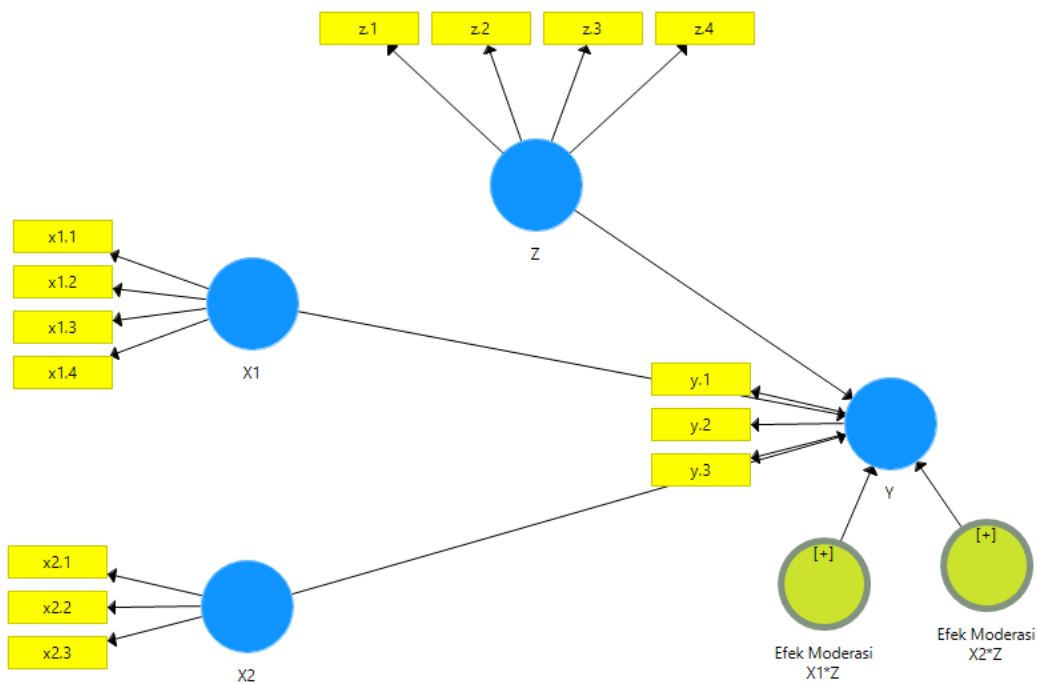 z.1
z.2
z.3
z.4
Z
x1.1
x1.2
x1.3
x1.4
X1
y.1
y.2
y.3
Y
x2.1
x2.2
x2.3
X2
[+]
Efek Moderasi
X1*Z
[+]
Efek Moderasi
X2*Z